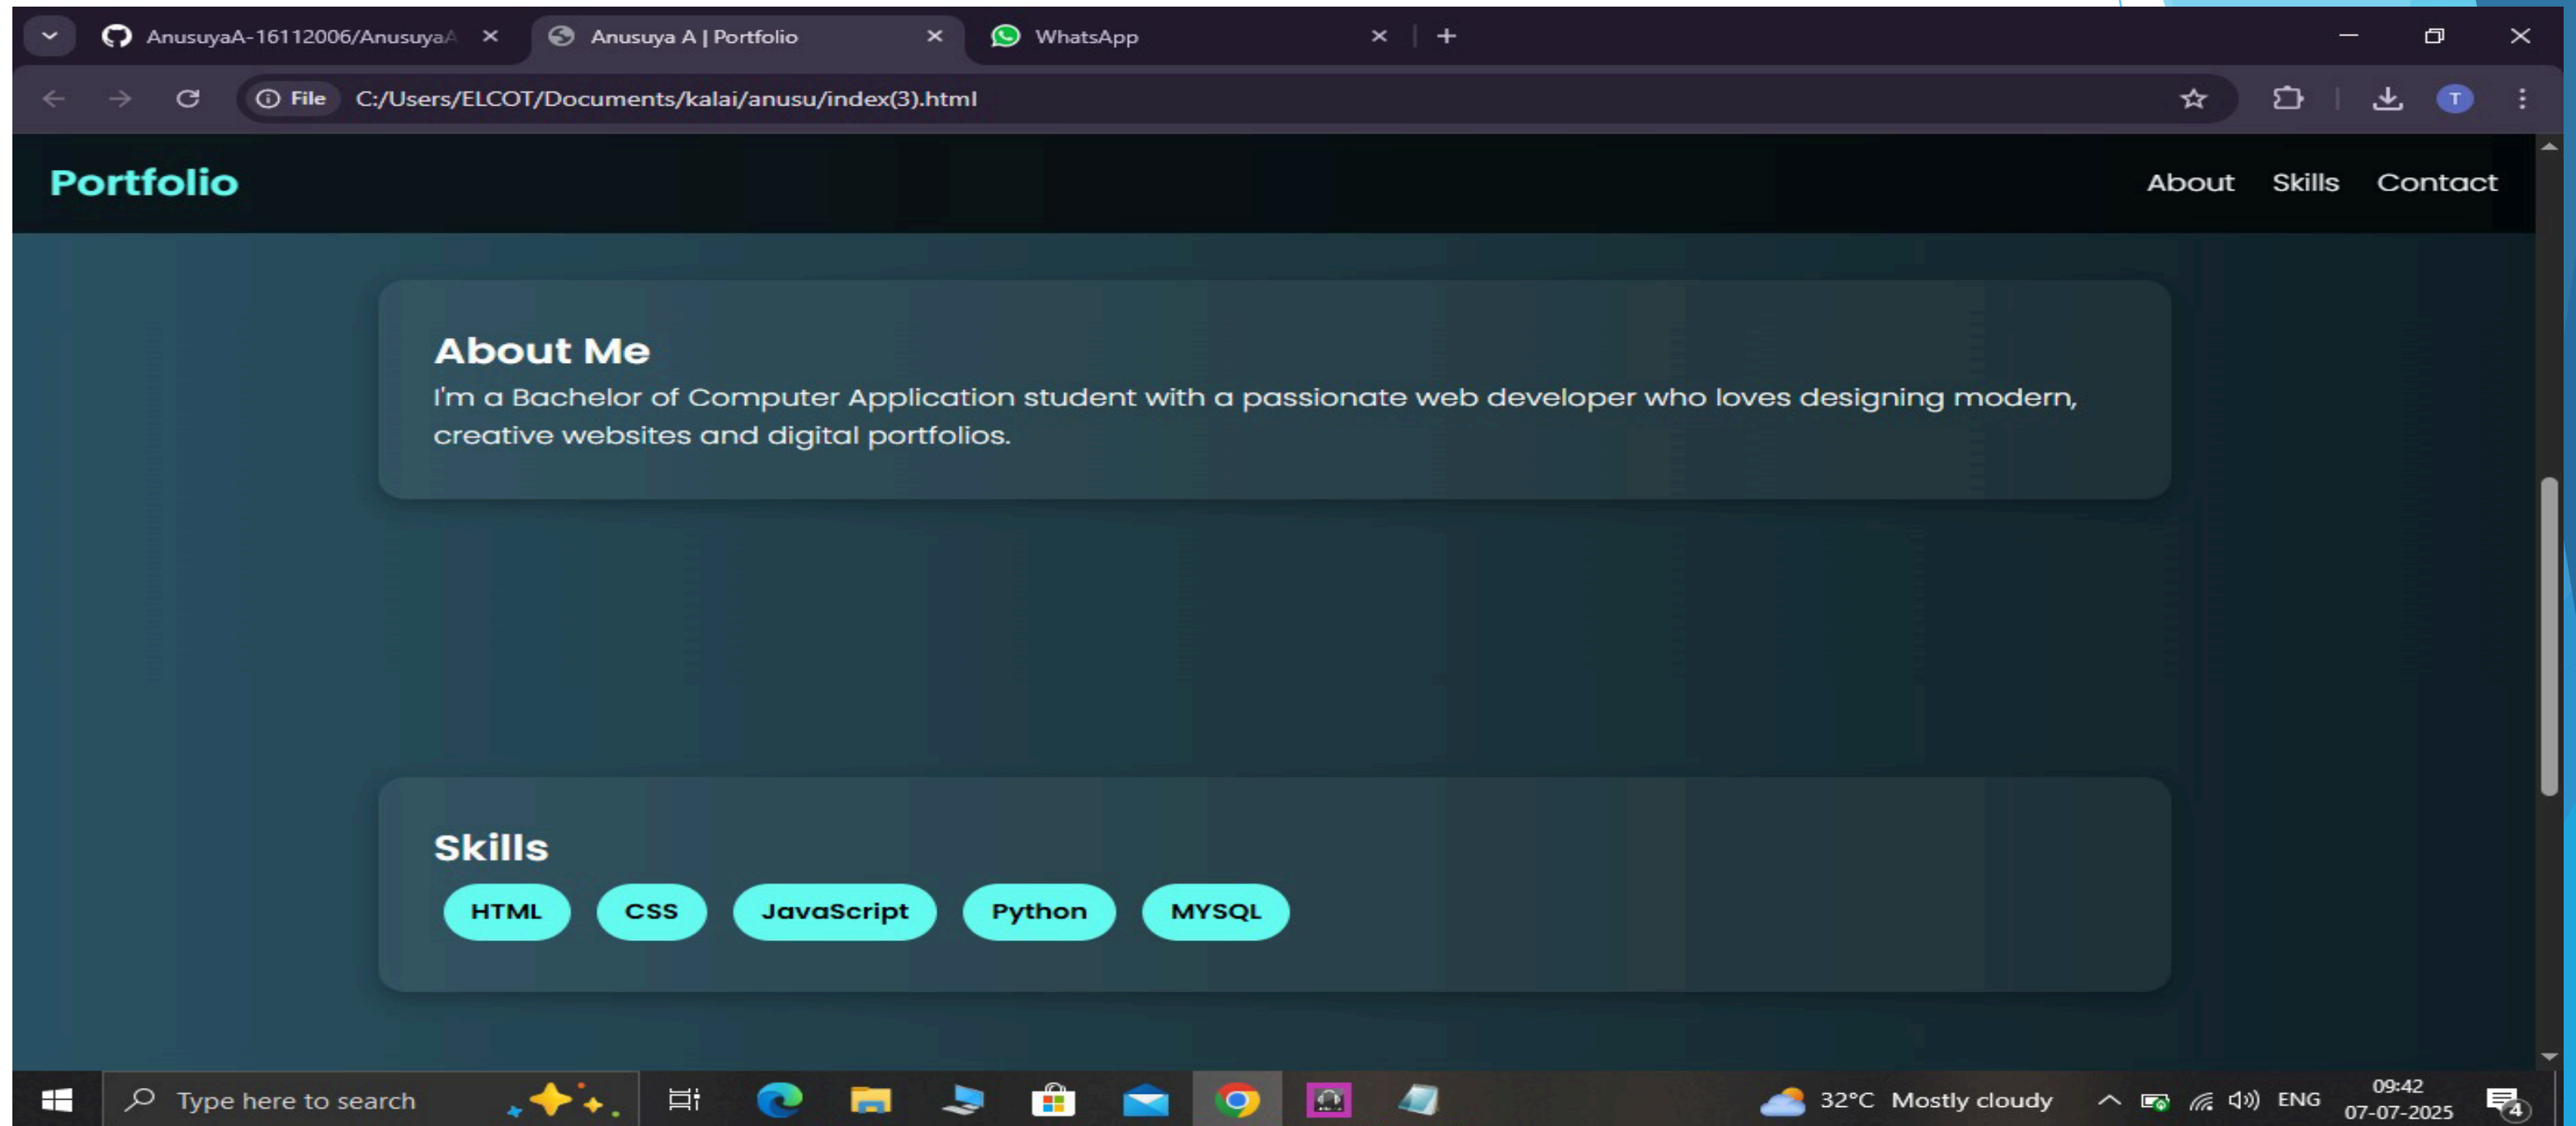 AnusuyaA-16112006/AnusuyaA
Anusuya A | Portfolio
WhatsApp
File C:/Users/ELCOT/Documents/kalai/anusu/index(3).html
T
Portfolio
About Skills Contact
About Me
I'm a Bachelor of Computer Application student with a passionate web developer who loves designing modern,
creative websites and digital portfolios.
Skills
HTML CSS JavaScript Python MYSQL
Type here to search
32°C Mostly cloudy
ENG
09:42
07-07-2025
4